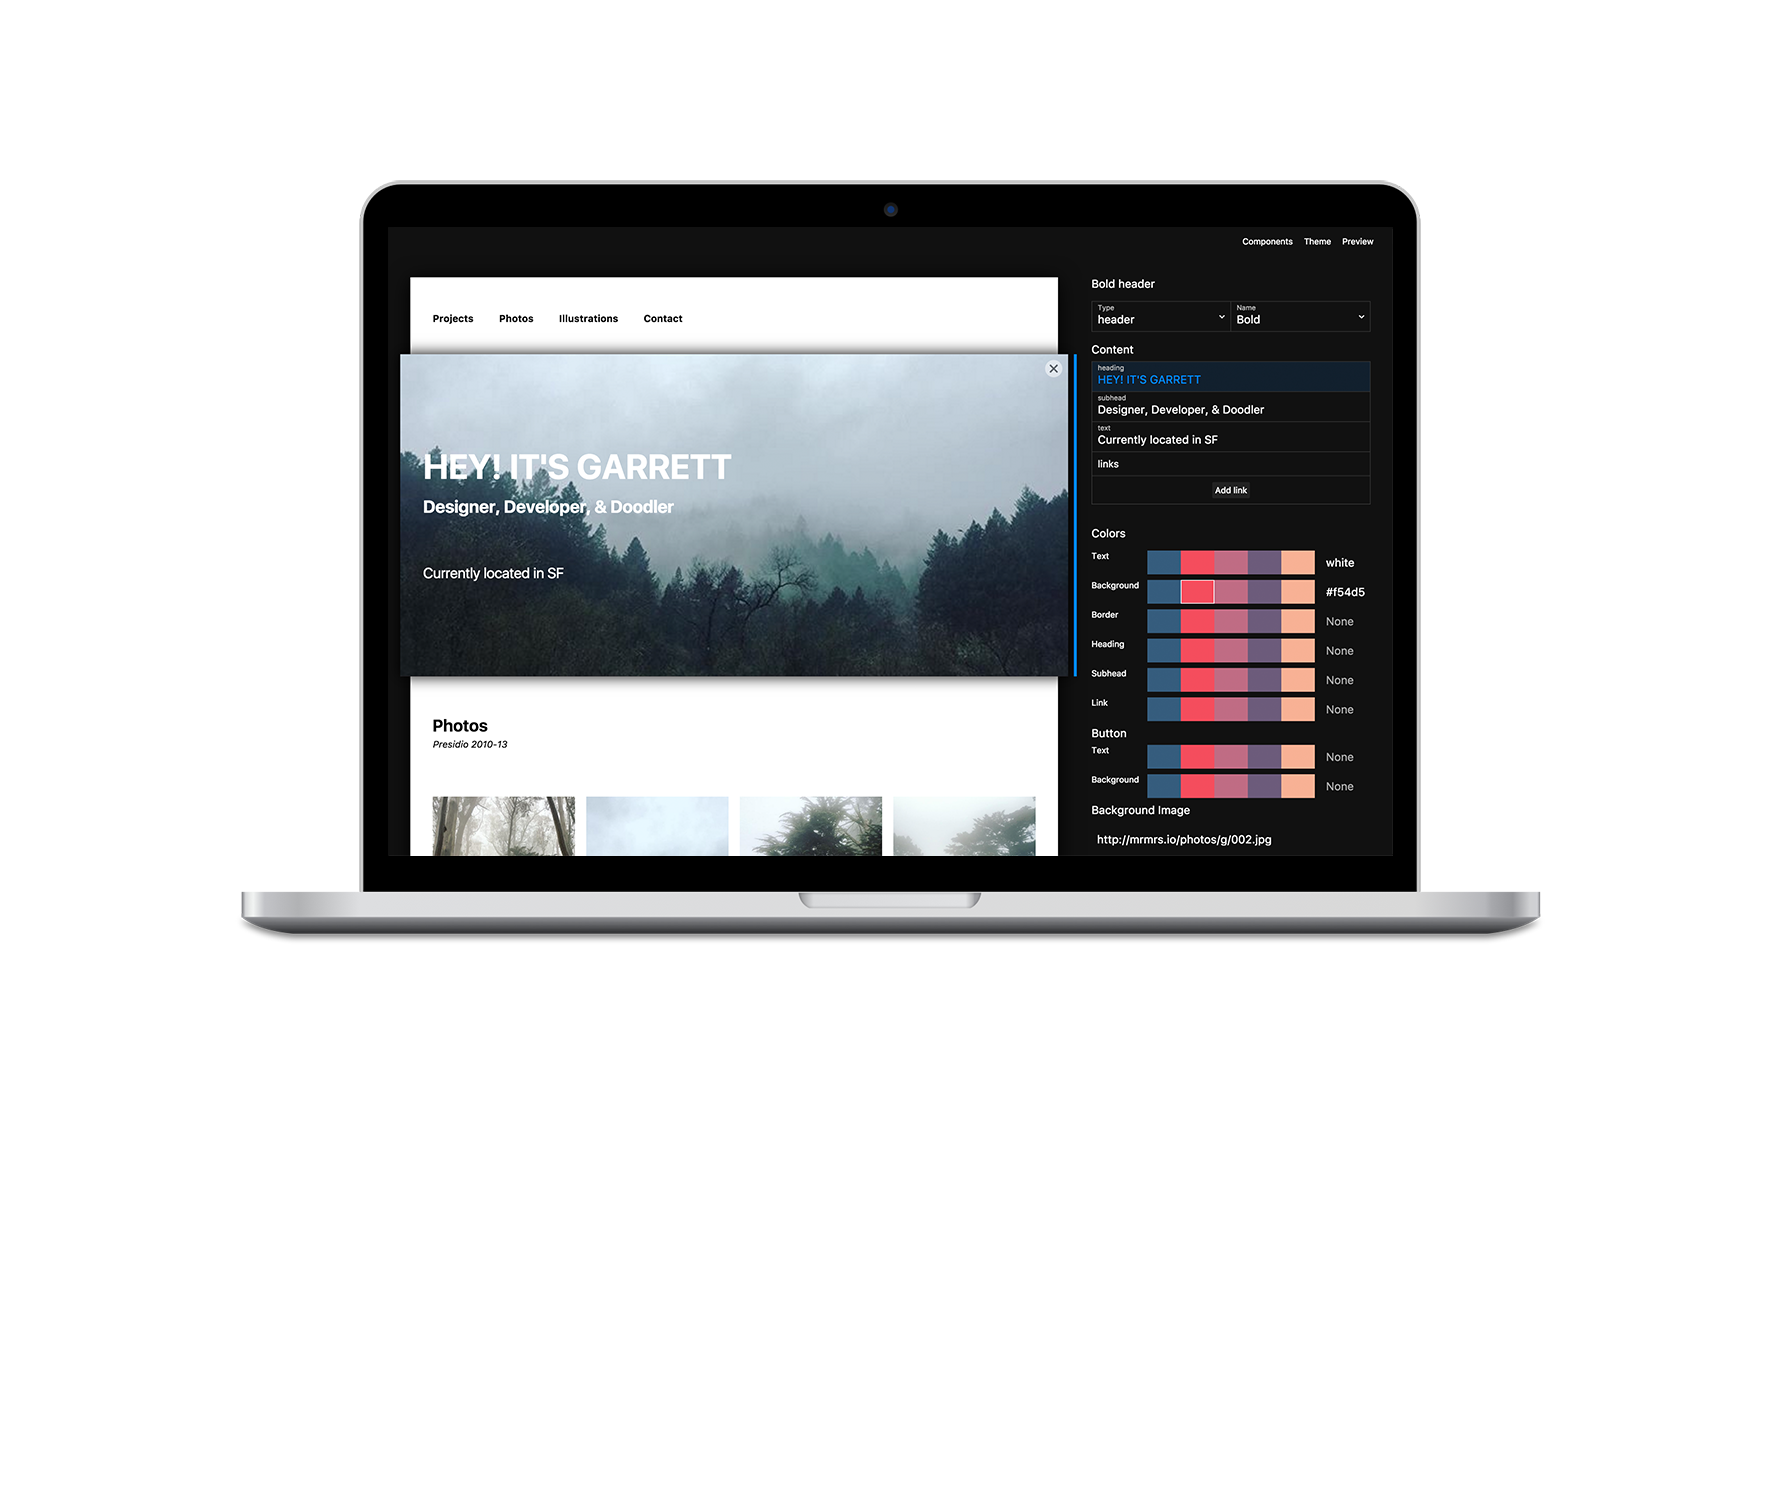 Components Theme Preview
Projects Photos Illustrations Contact
HEY! IT'S GARRETT
Designer, Developer, & Doodler
Currently located in SF
Photos
Presidio 2010-13
Bold header
Type
header
Name
Bold
Content
heading
HEY! IT'S GARRETT
subhead
Designer, Developer, & Doodler
text
Currently located in SF
links
Add link
Colors
Text white
Background #f54d5
Border None
Heading None
Subhead None
Link None
Button
Text None
Background None
Background Image
http://mrmrs.io/photos/g/002.jpg